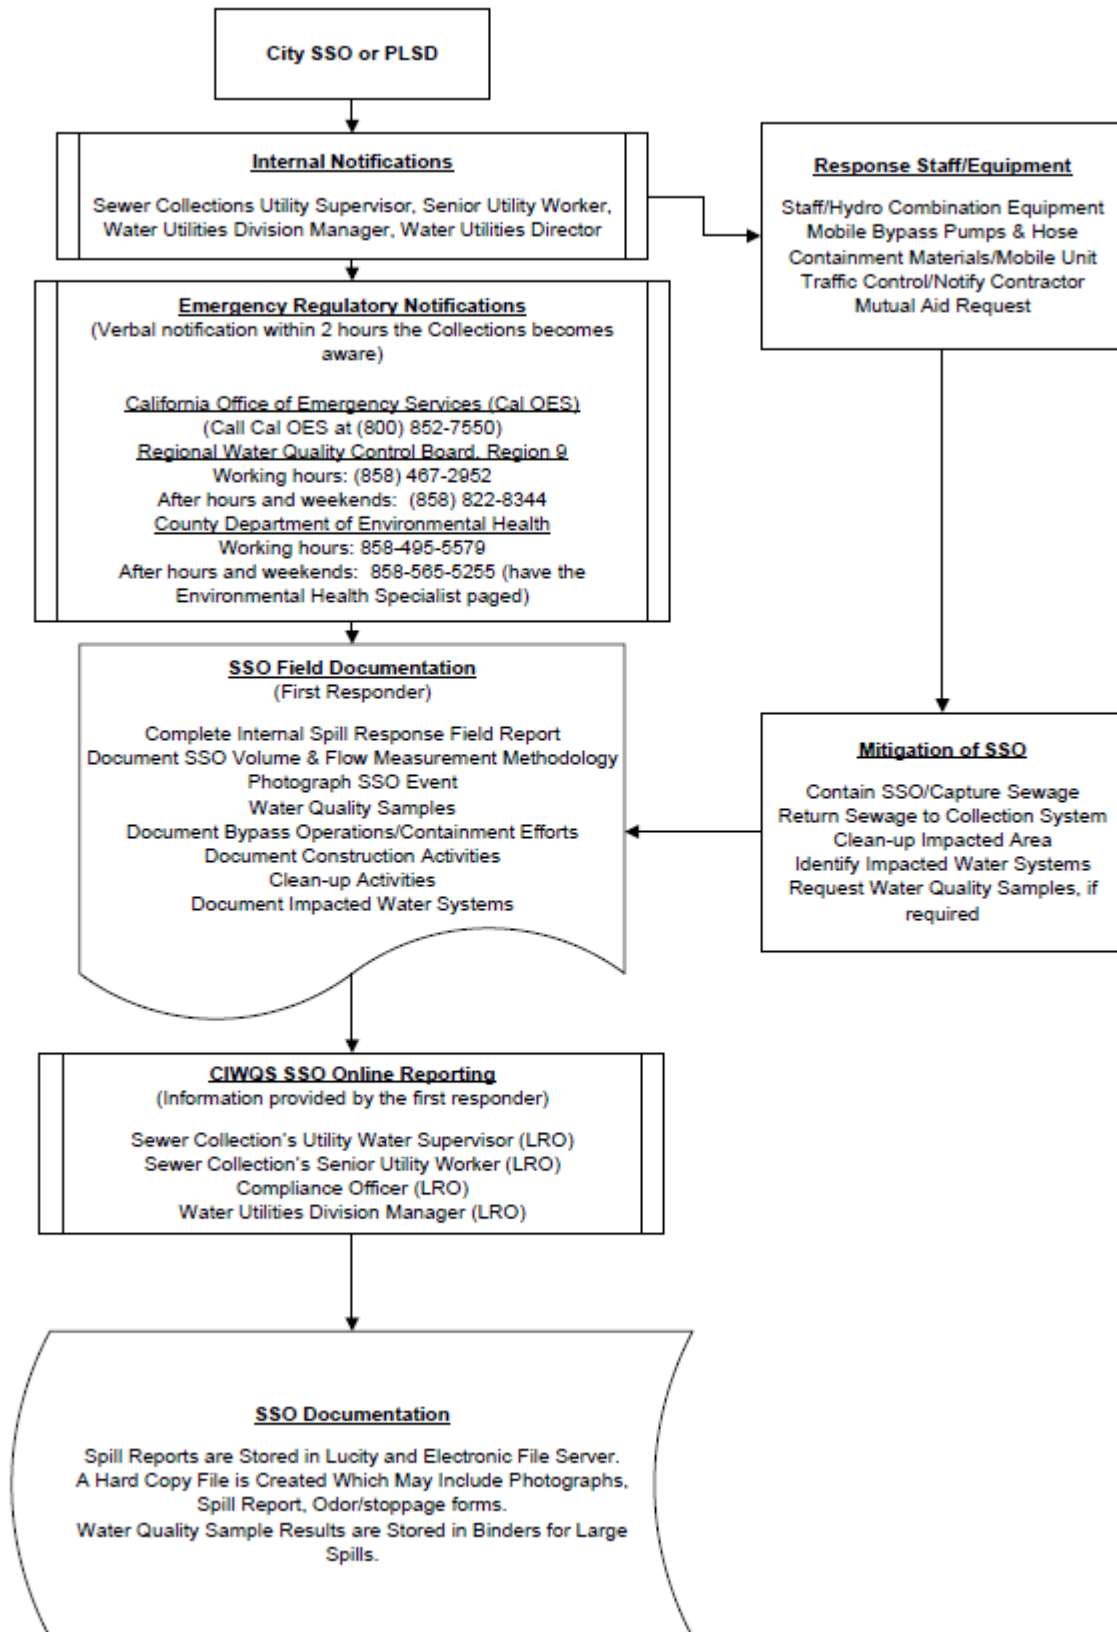 City SSO or PLSD
Internal Notifications
Sewer Collections Utility Supervisor, Senior Utility Worker,
Water Utilities Division Manager, Water Utilities Director
Response Staff/Equipment
Staff/Hydro Combination Equipment
Mobile Bypass Pumps & Hose
Containment Materials/Mobile Unit
Traffic Control/Notify Contractor
Mutual Aid Request
Emergency Regulatory Notifications
(Verbal notification within 2 hours the Collections becomes
aware)
California Office of Emergency Services (Cal OES)
(Call Cal OES at (800) 852-7550)
Regional Water Quality Control Board, Region 9
Working hours: (858) 467-2952
After hours and weekends: (858) 822-8344
County Department of Environmental Health
Working hours: 858-495-5579
After hours and weekends: 858-565-5255 (have the
Environmental Health Specialist paged)
SSO Field Documentation
(First Responder)
Complete Internal Spill Response Field Report
Document SSO Volume & Flow Measurement Methodology
Photograph SSO Event
Water Quality Samples
Document Bypass Operations/Containment Efforts
Document Construction Activities
Clean-up Activities
Document Impacted Water Systems
Mitigation of SSO
Contain SSO/Capture Sewage
Return Sewage to Collection System
Clean-up Impacted Area
Identify Impacted Water Systems
Request Water Quality Samples, if
required
CIWQS SSO Online Reporting
(Information provided by the first responder)
Sewer Collection's Utility Water Supervisor (LRO)
Sewer Collection's Senior Utility Worker (LRO)
Compliance Officer (LRO)
Water Utilities Division Manager (LRO)
SSO Documentation
Spill Reports are Stored in Lucity and Electronic File Server.
A Hard Copy File is Created Which May Include Photographs,
Spill Report, Odor/stoppage forms.
Water Quality Sample Results are Stored in Binders for Large
Spills.